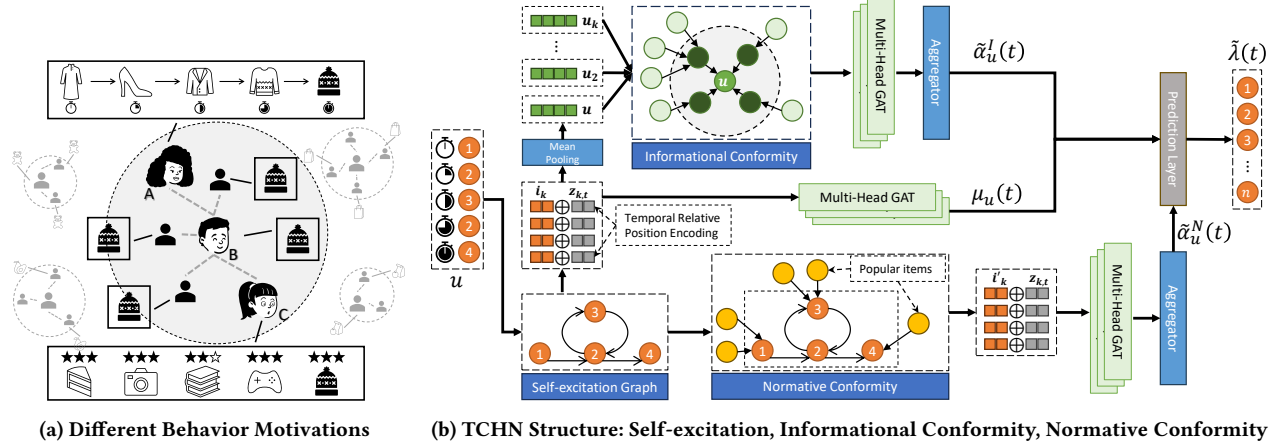 A
B
C
★★★ ★★★ ★★☆ ★★★ ★★★
(a) Different Behavior Motivations
u_k
⋮
u_2
u
Mean
Pooling
u
Informational Conformity
Multi-Head GAT
Aggregator
α̃_u^I(t)
1
2
3
2
4
u
i_k z_{k,t}
⊕
⊕
⊕
⊕
Temporal Relative
Position Encoding
Multi-Head GAT
μ_u(t)
Prediction Layer
λ̃(t)
1
2
3
⋮
n
α̃_u^N(t)
3
1 2 4
Self-excitation Graph
Popular items
3
1 2 4
Normative Conformity
i'_k z_{k,t}
⊕
⊕
⊕
⊕
Multi-Head GAT
Aggregator
(b) TCHN Structure: Self-excitation, Informational Conformity, Normative Conformity